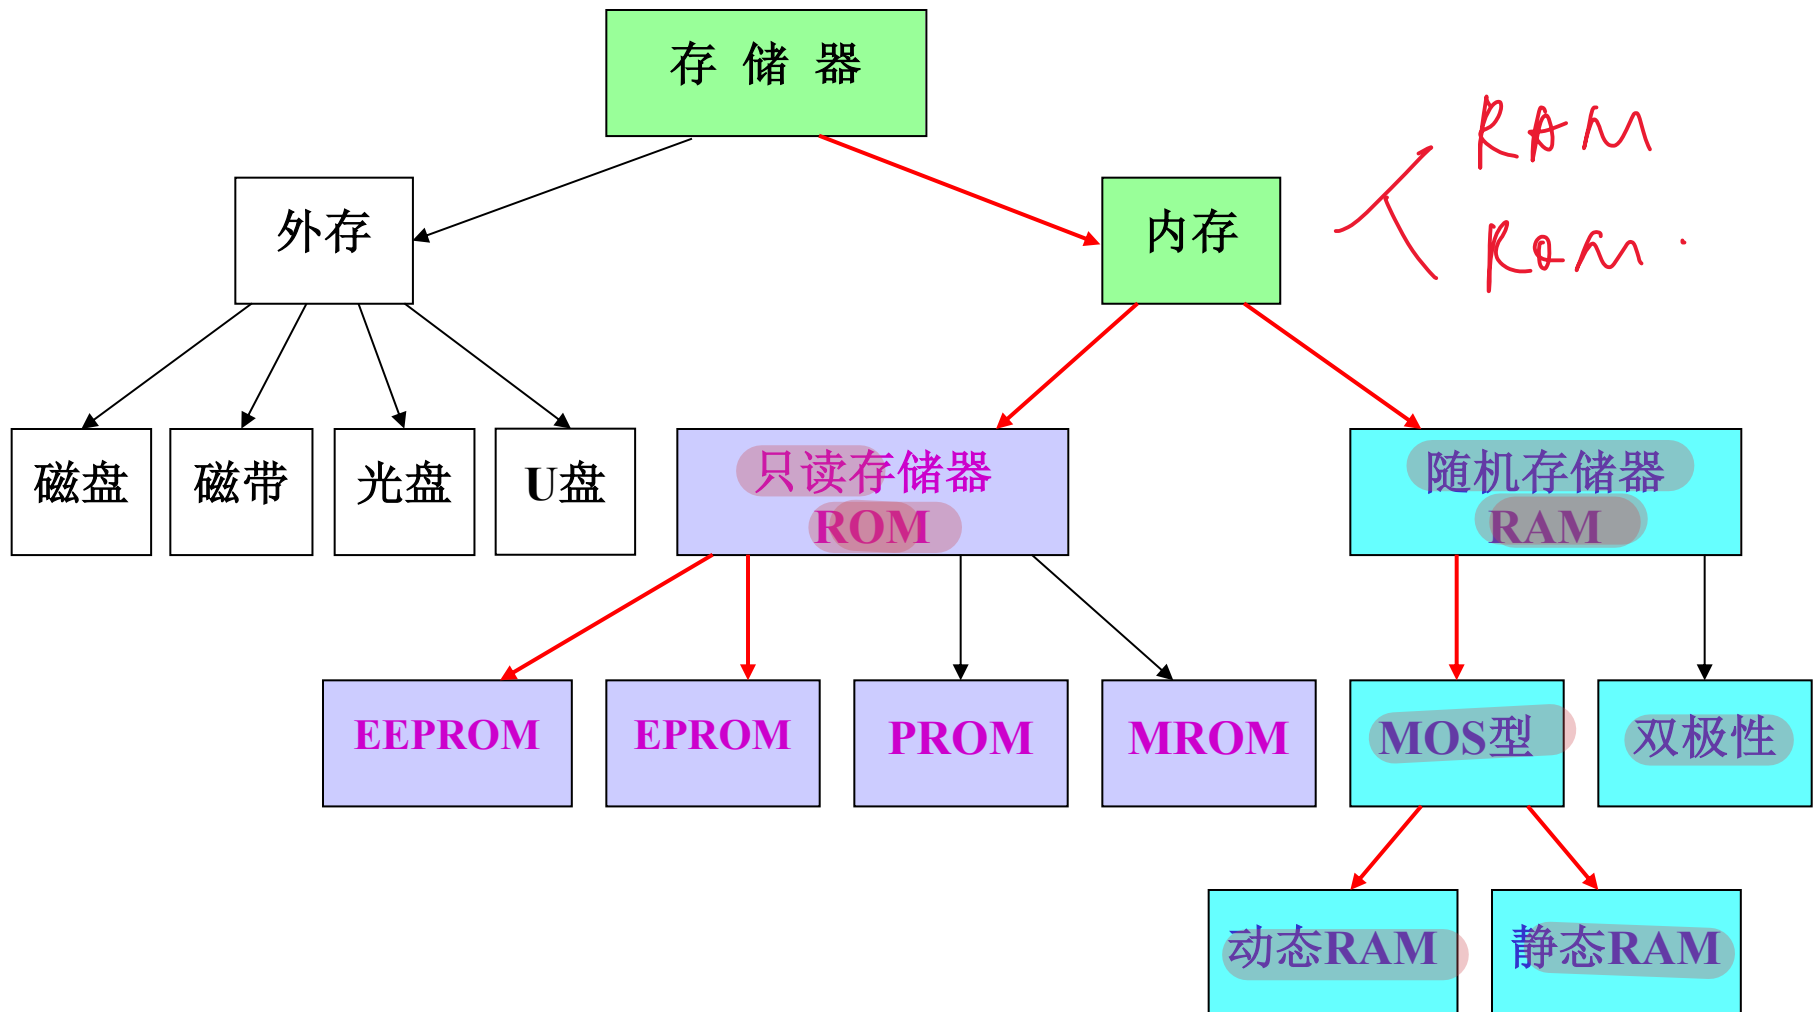 存 储 器
RAM
外存
内存
ROM.
磁盘
磁带
光盘
U盘
只读存储器
ROM
随机存储器
RAM
EEPROM
EPROM
PROM
MROM
MOS型
双极性
动态RAM
静态RAM